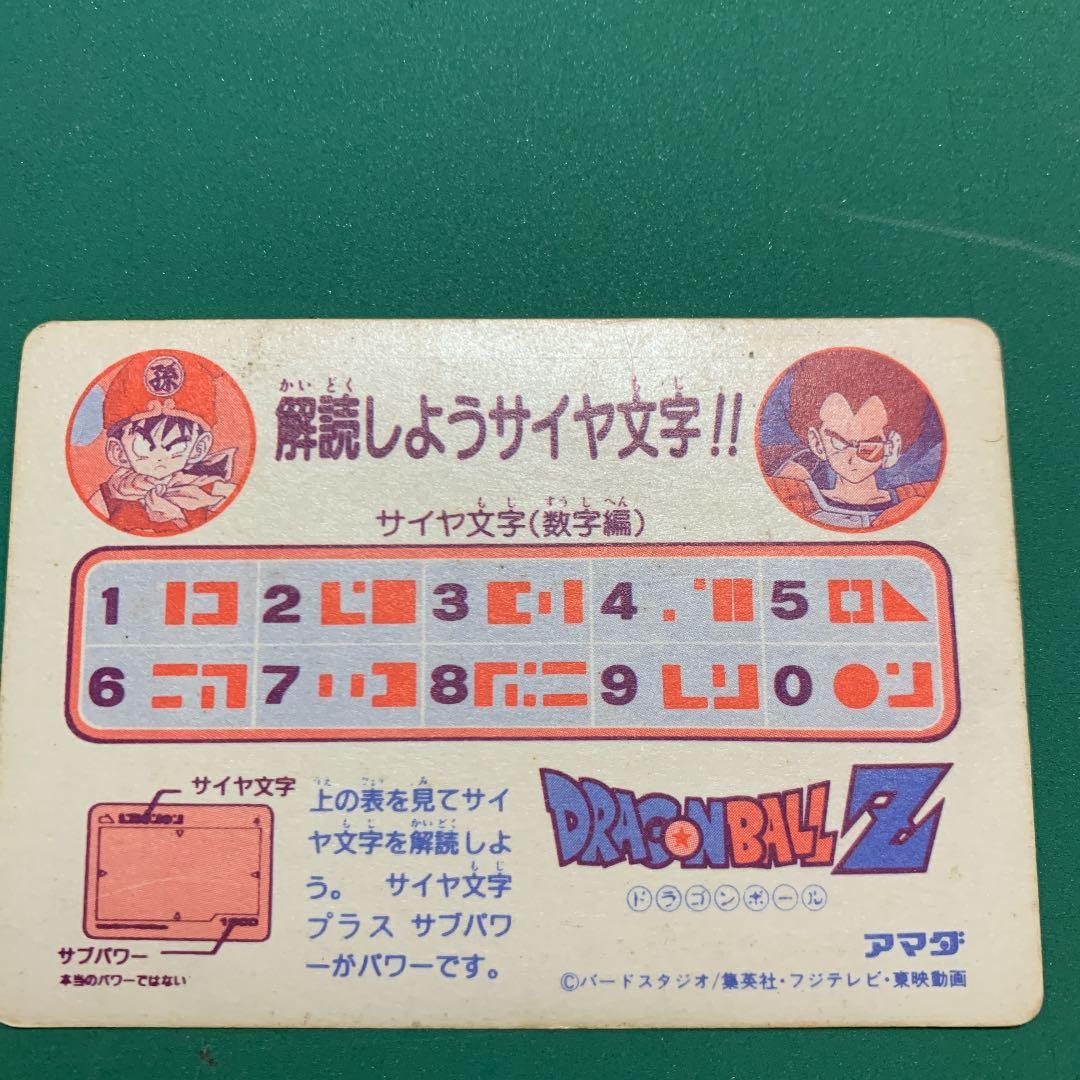 孫
解読しようサイヤ文字!!
かいどく
もじ
サイヤ文字(数字編)
もじ すうじへん
1 2 3 4 5
6 7 8 9 0
サイヤ文字
サブパワー
本当のパワーではない
上の表を見てサイ
うえ ひょう み
ヤ文字を解読しよ
もじ かいどく
う。 サイヤ文字
もじ
プラス サブパワ
ーがパワーです。
DRAGONBALL Z
ドラゴンボール
アマダ
©バードスタジオ/集英社・フジテレビ・東映動画